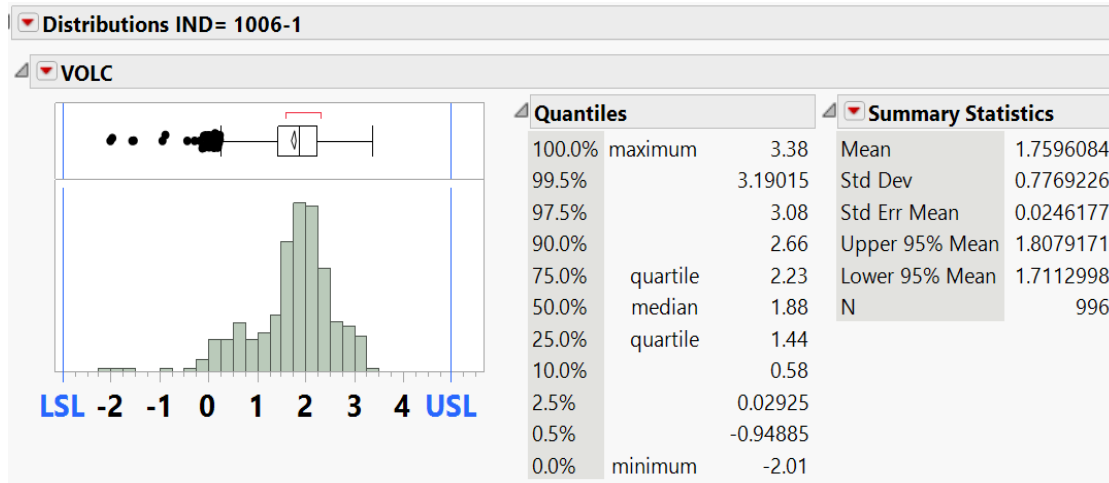 Distributions IND= 1006-1
VOLC
LSL -2 -1 0 1 2 3 4 USL
Quantiles
100.0% maximum 3.38
99.5% 3.19015
97.5% 3.08
90.0% 2.66
75.0% quartile 2.23
50.0% median 1.88
25.0% quartile 1.44
10.0% 0.58
2.5% 0.02925
0.5% -0.94885
0.0% minimum -2.01
Summary Statistics
Mean 1.7596084
Std Dev 0.7769226
Std Err Mean 0.0246177
Upper 95% Mean 1.8079171
Lower 95% Mean 1.7112998
N 996